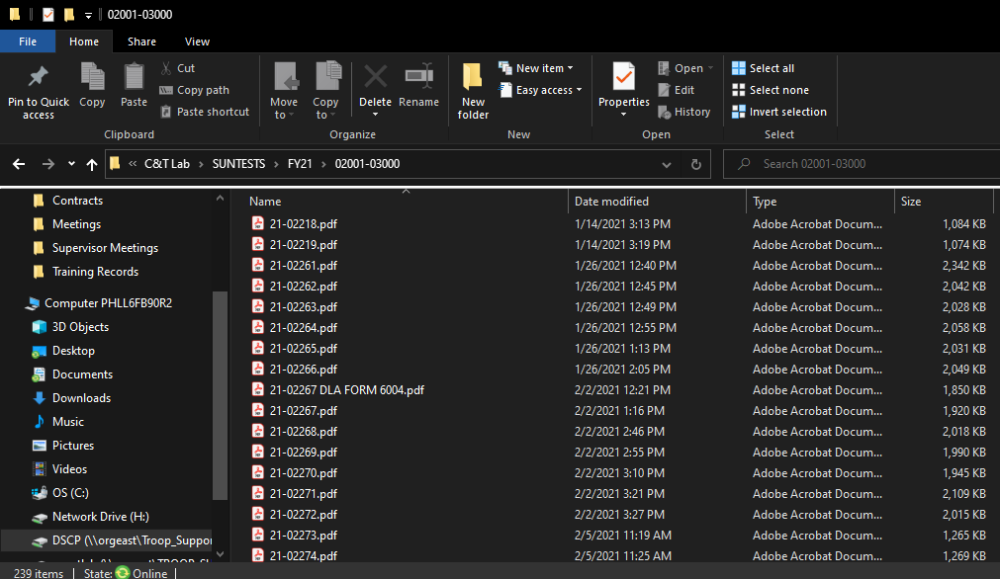 02001-03000
File Home Share View
Pin to Quick access
Copy
Paste
Cut
Copy path
Paste shortcut
Clipboard
Move to
Copy to
Delete
Rename
Organize
New folder
New item
Easy access
New
Properties
Open
Edit
History
Open
Select all
Select none
Invert selection
Select
« C&T Lab › SUNTESTS › FY21 › 02001-03000
Search 02001-03000
Contracts
Meetings
Supervisor Meetings
Training Records
Computer PHLL6FB90R2
3D Objects
Desktop
Documents
Downloads
Music
Pictures
Videos
OS (C:)
Network Drive (H:)
DSCP (\\orgeast\Troop_Suppor
Name Date modified Type Size
21-02218.pdf 1/14/2021 3:13 PM Adobe Acrobat Docum... 1,084 KB
21-02219.pdf 1/14/2021 3:19 PM Adobe Acrobat Docum... 1,074 KB
21-02261.pdf 1/26/2021 12:40 PM Adobe Acrobat Docum... 2,342 KB
21-02262.pdf 1/26/2021 12:45 PM Adobe Acrobat Docum... 2,042 KB
21-02263.pdf 1/26/2021 12:49 PM Adobe Acrobat Docum... 2,028 KB
21-02264.pdf 1/26/2021 12:55 PM Adobe Acrobat Docum... 2,058 KB
21-02265.pdf 1/26/2021 1:13 PM Adobe Acrobat Docum... 2,031 KB
21-02266.pdf 1/26/2021 2:05 PM Adobe Acrobat Docum... 2,049 KB
21-02267 DLA FORM 6004.pdf 2/2/2021 12:21 PM Adobe Acrobat Docum... 1,850 KB
21-02267.pdf 2/2/2021 1:16 PM Adobe Acrobat Docum... 1,920 KB
21-02268.pdf 2/2/2021 2:46 PM Adobe Acrobat Docum... 2,018 KB
21-02269.pdf 2/2/2021 2:55 PM Adobe Acrobat Docum... 1,990 KB
21-02270.pdf 2/2/2021 3:10 PM Adobe Acrobat Docum... 1,945 KB
21-02271.pdf 2/2/2021 3:21 PM Adobe Acrobat Docum... 2,109 KB
21-02272.pdf 2/2/2021 3:27 PM Adobe Acrobat Docum... 2,015 KB
21-02273.pdf 2/5/2021 11:19 AM Adobe Acrobat Docum... 1,265 KB
21-02274.pdf 2/5/2021 11:25 AM Adobe Acrobat Docum... 1,269 KB
239 items State: Online